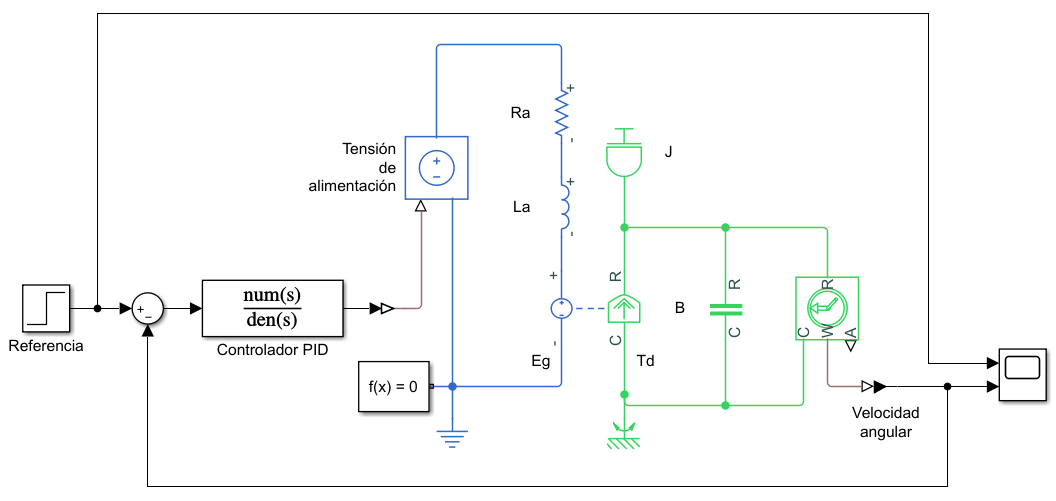 Ra
+
-
Tensión
de
alimentación
+
−
J
La
+
-
R
R
R
+
-
Eg
C
Td
B
C
C
W
A
+
−
num(s)
den(s)
Controlador PID
Referencia
f(x) = 0
Velocidad
angular